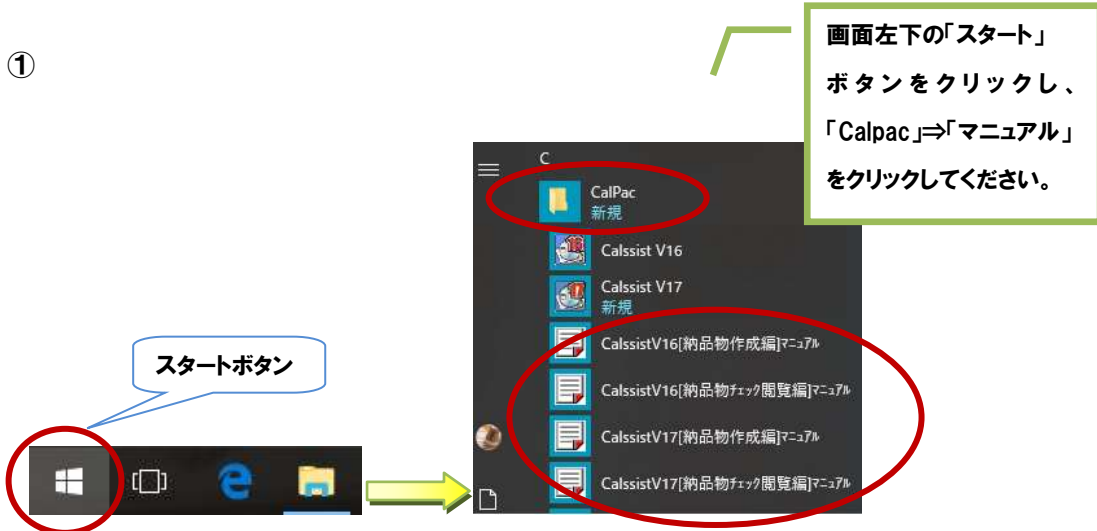 ①
画面左下の「スタート」
ボタンをクリックし、
「Calpac」⇒「マニュアル」
をクリックしてください。
C
CalPac
新規
Calssist V16
Calssist V17
新規
CalssistV16[納品物作成編]ﾏﾆｭｱﾙ
CalssistV16[納品物ﾁｪｯｸ閲覧編]ﾏﾆｭｱﾙ
CalssistV17[納品物作成編]ﾏﾆｭｱﾙ
CalssistV17[納品物ﾁｪｯｸ閲覧編]ﾏﾆｭｱﾙ
スタートボタン